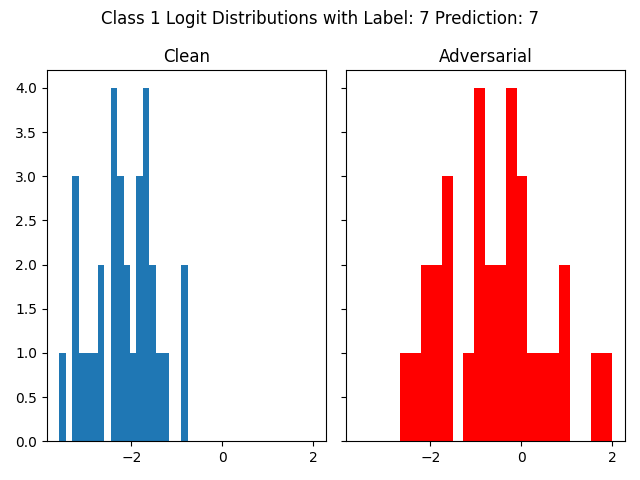 Class 1 Logit Distributions with Label: 7 Prediction: 7
Clean
Adversarial
4.0
3.5
3.0
2.5
2.0
1.5
1.0
0.5
0.0
−2 0 2
−2 0 2